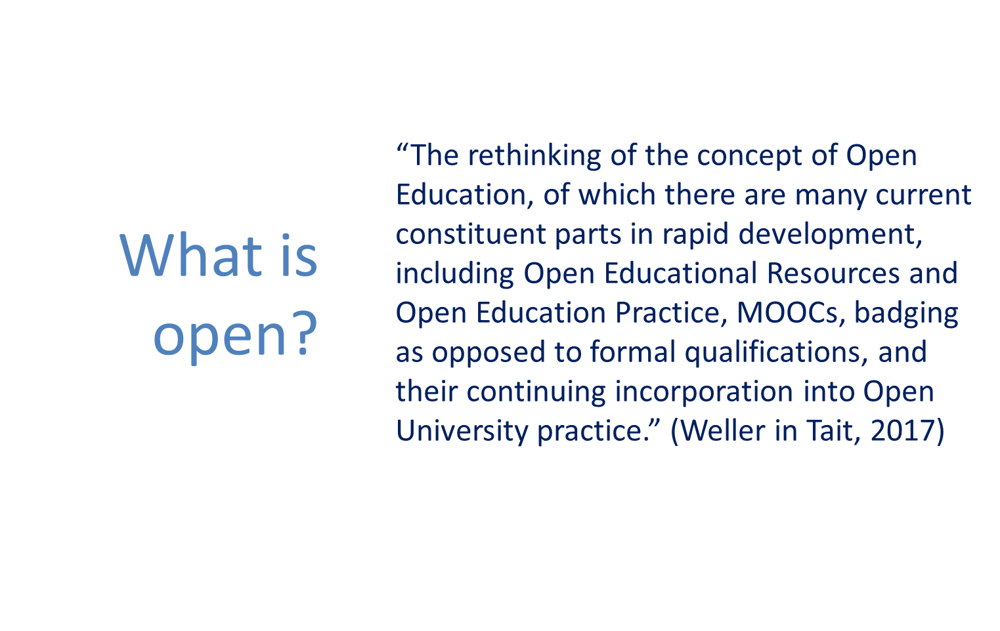 What is
open?
“The rethinking of the concept of Open
Education, of which there are many current
constituent parts in rapid development,
including Open Educational Resources and
Open Education Practice, MOOCs, badging
as opposed to formal qualifications, and
their continuing incorporation into Open
University practice.” (Weller in Tait, 2017)